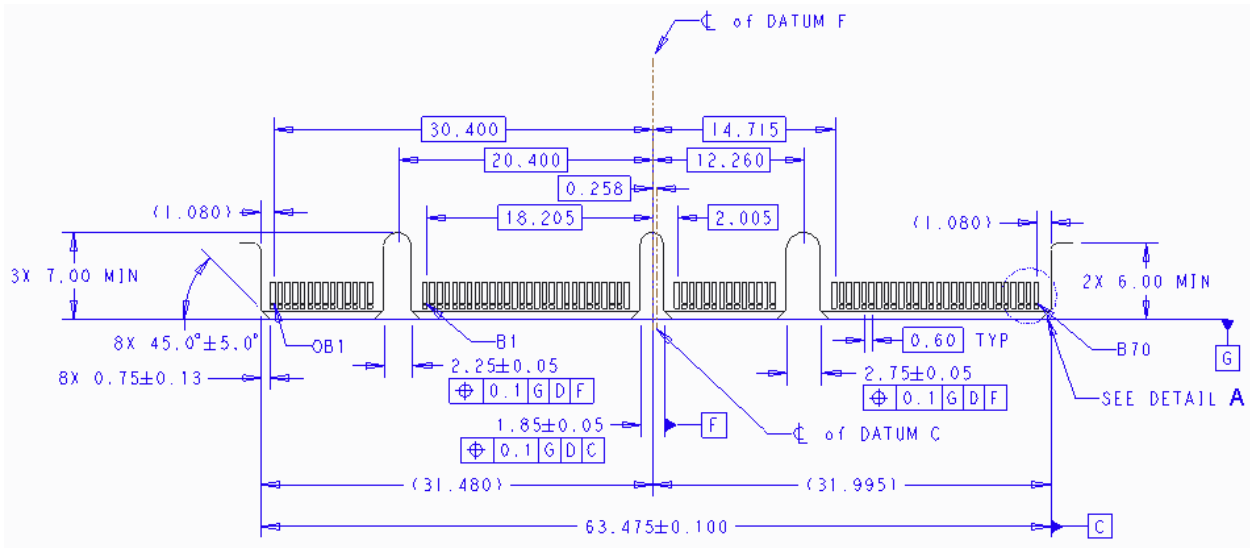 ℄ of DATUM F
30.400
14.715
20.400
12.260
0.258
(1.080)
18.205
2.005
(1.080)
3X 7.00 MIN
2X 6.00 MIN
8X 45.0°±5.0°
OB1
B1
0.60 TYP
B70
G
8X 0.75±0.13
2.25±0.05
2.75±0.05
⌖ 0.1 G D F
⌖ 0.1 G D F
SEE DETAIL A
1.85±0.05
F
℄ of DATUM C
⌖ 0.1 G D C
(31.480)
(31.995)
63.475±0.100
C